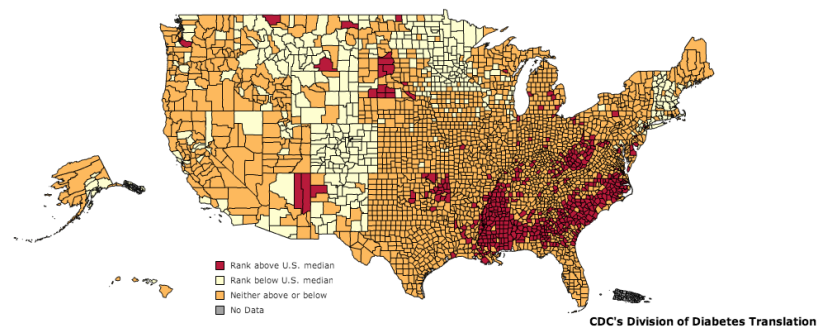 Rank above U.S. median
Rank below U.S. median
Neither above or below
No Data
CDC's Division of Diabetes Translation